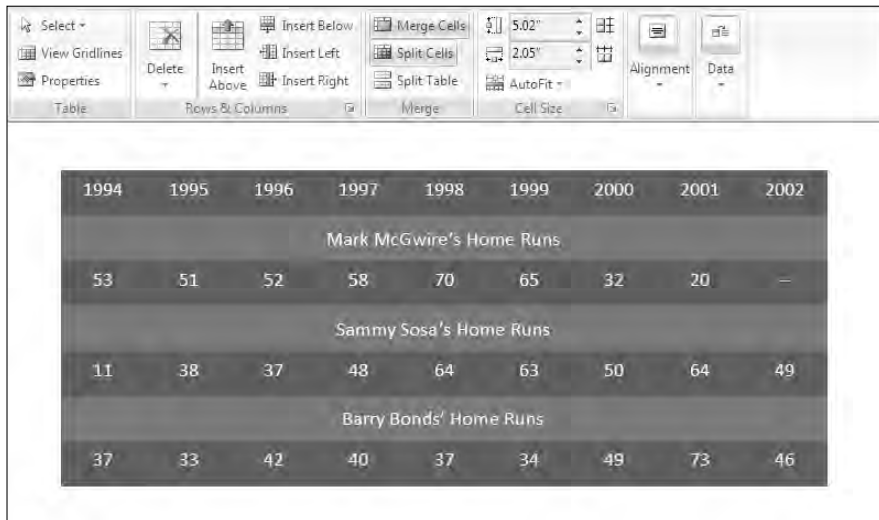 Select
View Gridlines
Properties
Table
Delete
Insert Above
Insert Below
Insert Left
Insert Right
Rows & Columns
Merge Cells
Split Cells
Split Table
Merge
5.02"
2.05"
AutoFit
Cell Size
Alignment
Data
1994 1995 1996 1997 1998 1999 2000 2001 2002
Mark McGwire's Home Runs
53 51 52 58 70 65 32 20 –
Sammy Sosa's Home Runs
11 38 37 48 64 63 50 64 49
Barry Bonds' Home Runs
37 33 42 40 37 34 49 73 46